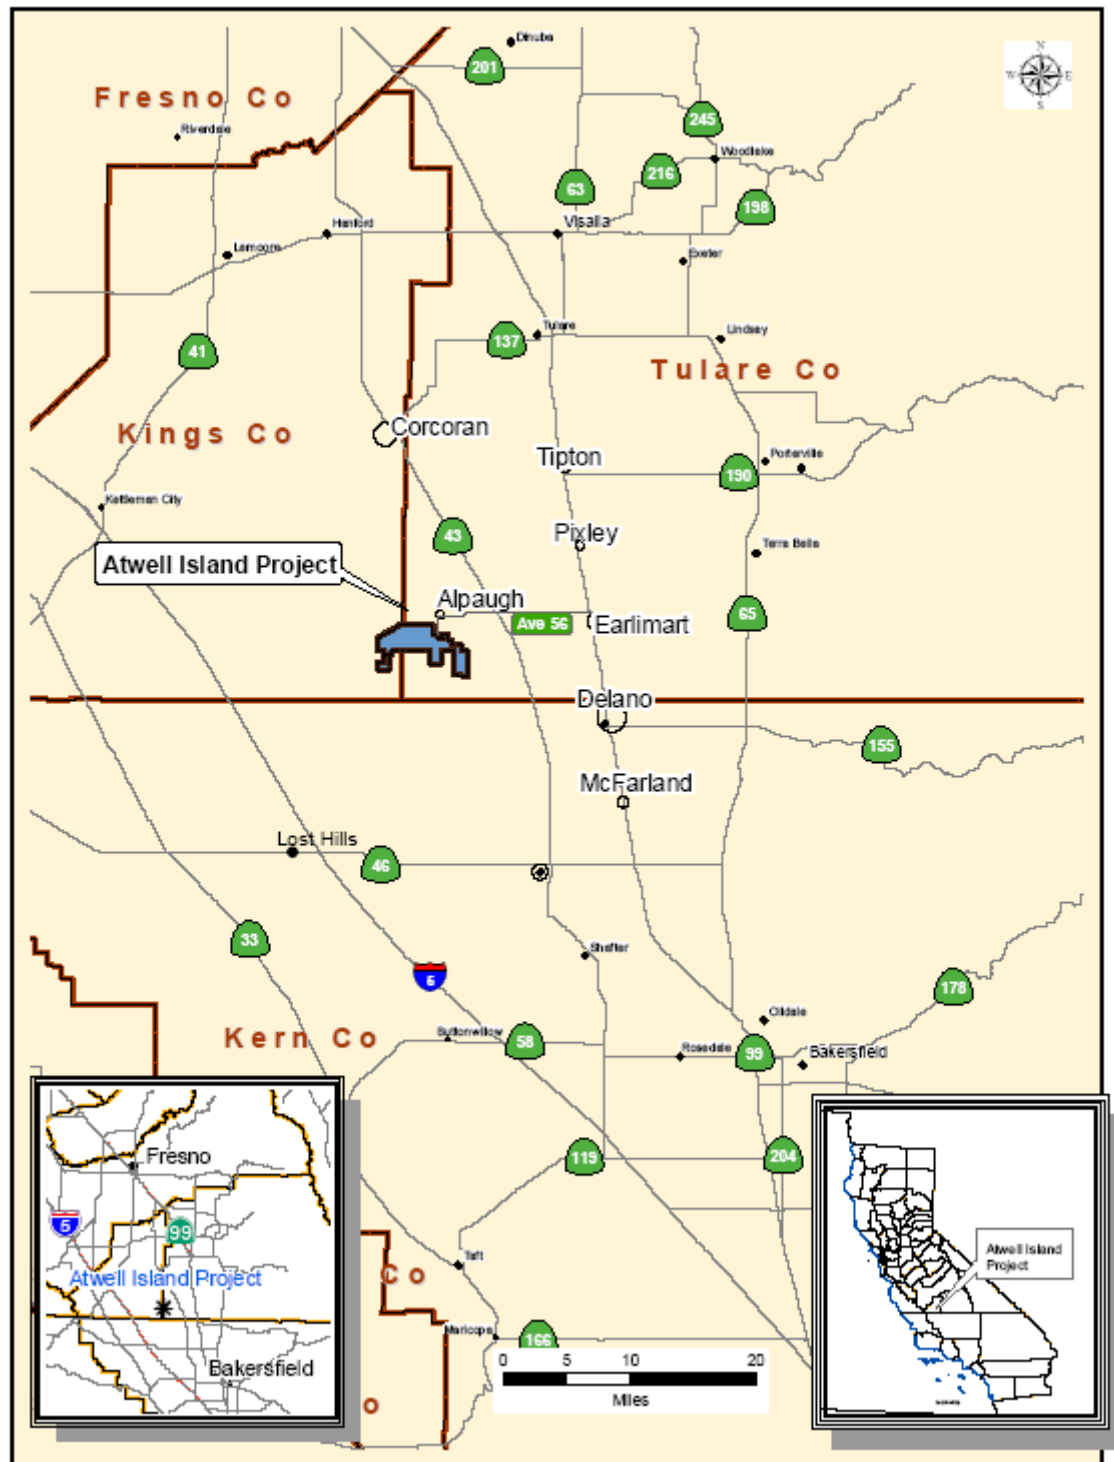 Dinuba
N
W E
S
201
Fresno Co
245
Riverdale
Woodlake
216
63
198
Hanford
Visalia
Lemoore
Exeter
Tulare
Lindsay
137
41
Tulare Co
Kings Co
Corcoran
Tipton
Porterville
190
Kettleman City
43
Pixley
Terra Bella
Atwell Island Project
Alpaugh
Ave 56
Earlimart
65
Delano
155
McFarland
Lost Hills
46
33
Shafter
5
178
Kern Co
Buttonwillow
58
Oildale
Rosedale
99
Bakersfield
119
204
Fresno
5
99
Atwell Island Project
Bakersfield
Taft
Co
Maricopa
166
0 5 10 20
Miles
o
Atwell Island
Project